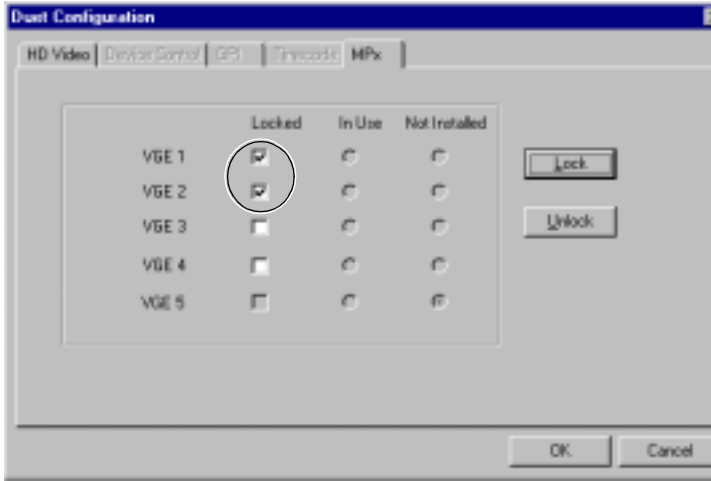 Duet Configuration
HD Video Device Control GPI Timecode MPx
Locked In Use Not Installed
VGE 1
Lock
VGE 2
VGE 3
Unlock
VGE 4
VGE 5
OK Cancel